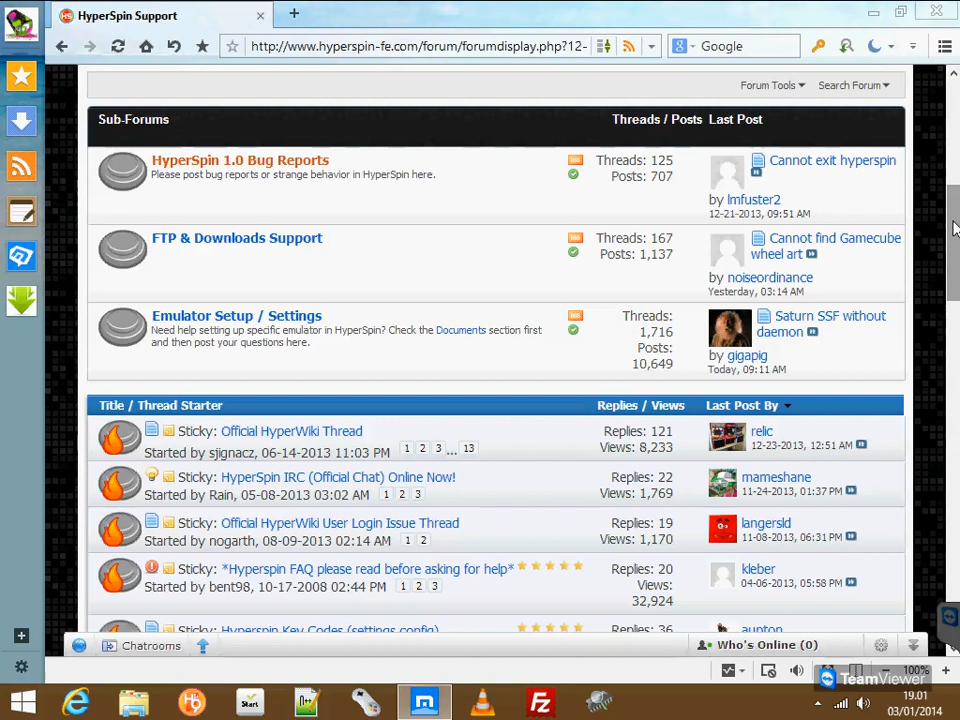 HyperSpin Support
http://www.hyperspin-fe.com/forum/forumdisplay.php?12-
Google
Forum Tools
Search Forum
Sub-Forums
Threads / Posts Last Post
HyperSpin 1.0 Bug Reports
Please post bug reports or strange behavior in HyperSpin here.
Threads: 125
Posts: 707
Cannot exit hyperspin
by lmfuster2
12-21-2013, 09:51 AM
FTP & Downloads Support
Threads: 167
Posts: 1,137
Cannot find Gamecube
wheel art
by noiseordinance
Yesterday, 03:14 AM
Emulator Setup / Settings
Need help setting up specific emulator in HyperSpin? Check the Documents section first
and then post your questions here.
Threads:
1,716
Posts:
10,649
Saturn SSF without
daemon
by gigapig
Today, 09:11 AM
Title / Thread Starter
Replies / Views
Last Post By
Sticky: Official HyperWiki Thread
Started by sjignacz, 06-14-2013 11:03 PM
1 2 3 ... 13
Replies: 121
Views: 8,233
relic
12-23-2013, 12:51 AM
Sticky: HyperSpin IRC (Official Chat) Online Now!
Started by Rain, 05-08-2013 03:02 AM
1 2 3
Replies: 22
Views: 1,769
mameshane
11-24-2013, 01:37 PM
Sticky: Official HyperWiki User Login Issue Thread
Started by nogarth, 08-09-2013 02:14 AM
1 2
Replies: 19
Views: 1,170
langersld
11-08-2013, 06:31 PM
Sticky: *Hyperspin FAQ please read before asking for help*
Started by bent98, 10-17-2008 02:44 PM
1 2 3
Replies: 20
Views:
32,924
kleber
04-06-2013, 05:58 PM
Sticky: Hyperspin Key Codes (settings config)
Replies: 36
aupton
Chatrooms
Who's Online (0)
100%
TeamViewer
Start
19.01
03/01/2014